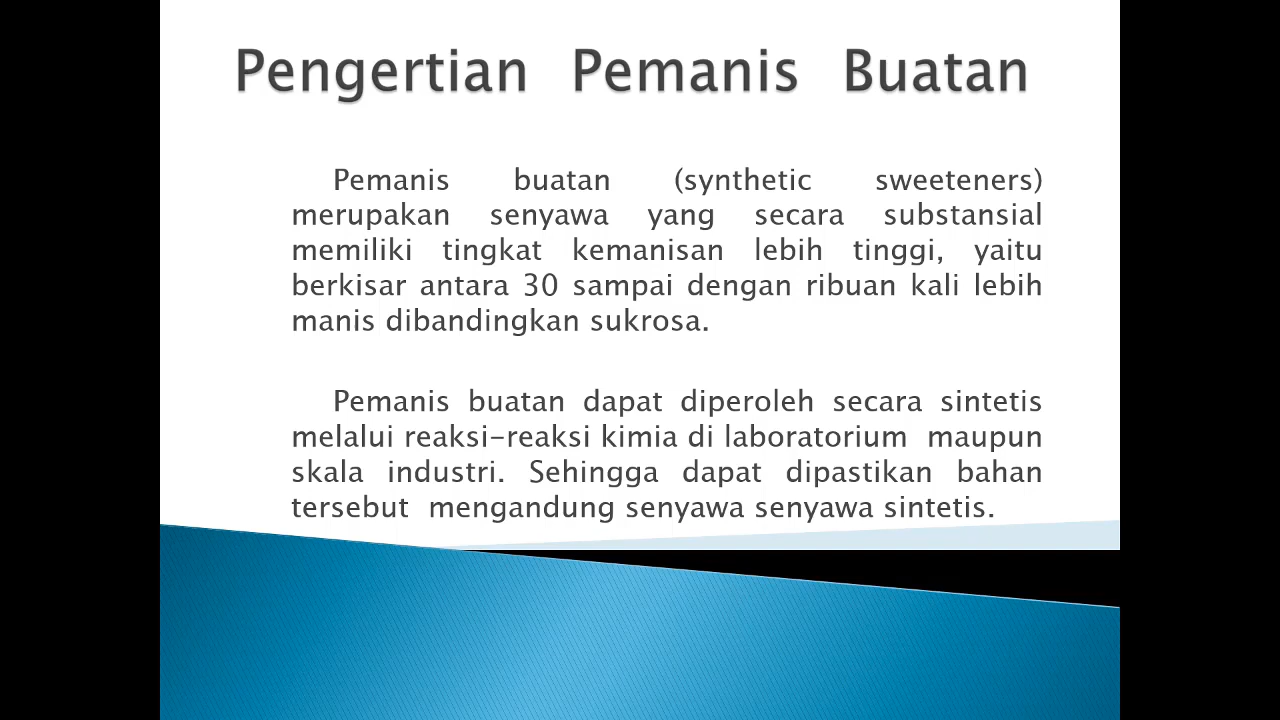 Pengertian Pemanis Buatan
Pemanis buatan (synthetic sweeteners)
merupakan senyawa yang secara substansial
memiliki tingkat kemanisan lebih tinggi, yaitu
berkisar antara 30 sampai dengan ribuan kali lebih
manis dibandingkan sukrosa.
Pemanis buatan dapat diperoleh secara sintetis
melalui reaksi-reaksi kimia di laboratorium maupun
skala industri. Sehingga dapat dipastikan bahan
tersebut mengandung senyawa senyawa sintetis.